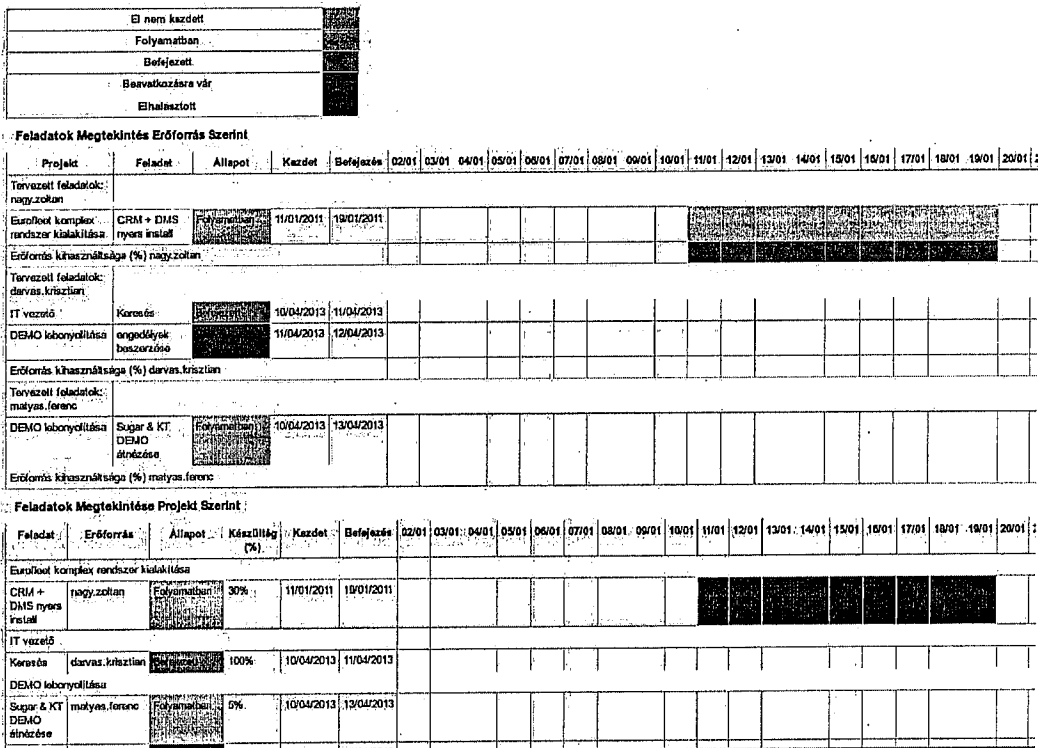 El nem kezdett
Folyamatban
Befejezett
Beavatkozásra vár
Elhalasztott
Feladatok Megtekintés Erőforrás Szerint
Projekt Feladat Állapot Kezdet Befejezés 02/01 03/01 04/01 05/01 06/01 07/01 08/01 09/01 10/01 11/01 12/01 13/01 14/01 15/01 16/01 17/01 18/01 19/01 20/01
Tervezett feladatok:
nagy.zoltan
Eurofleet komplex CRM + DMS Folyamatban 11/01/2011 19/01/2011
rendszer kialakítása nyers install
Erőforrás kihasználtsága (%) nagy.zoltan
Tervezett feladatok:
darvas.krisztian
IT vezető Keresés Befejezett 10/04/2013 11/04/2013
DEMO lebonyolítása engedélyek 11/04/2013 12/04/2013
beszerzése
Erőforrás kihasználtsága (%) darvas.krisztian
Tervezett feladatok:
matyas.ferenc
DEMO lebonyolítása Sugar & KT Folyamatban 10/04/2013 13/04/2013
DEMO
átnézése
Erőforrás kihasználtsága (%) matyas.ferenc
Feladatok Megtekintése Projekt Szerint
Feladat Erőforrás Állapot Készültég Kezdet Befejezés 02/01 03/01 04/01 05/01 06/01 07/01 08/01 09/01 10/01 11/01 12/01 13/01 14/01 15/01 16/01 17/01 18/01 19/01 20/01
(%)
Eurofleet komplex rendszer kialakítása
CRM + nagy.zoltan Folyamatban 30% 11/01/2011 19/01/2011
DMS nyers
install
IT vezető
Keresés darvas.krisztian Befejezett 100% 10/04/2013 11/04/2013
DEMO lebonyolítása
Sugar & KT matyas.ferenc Folyamatban 5% 10/04/2013 13/04/2013
DEMO
átnézése